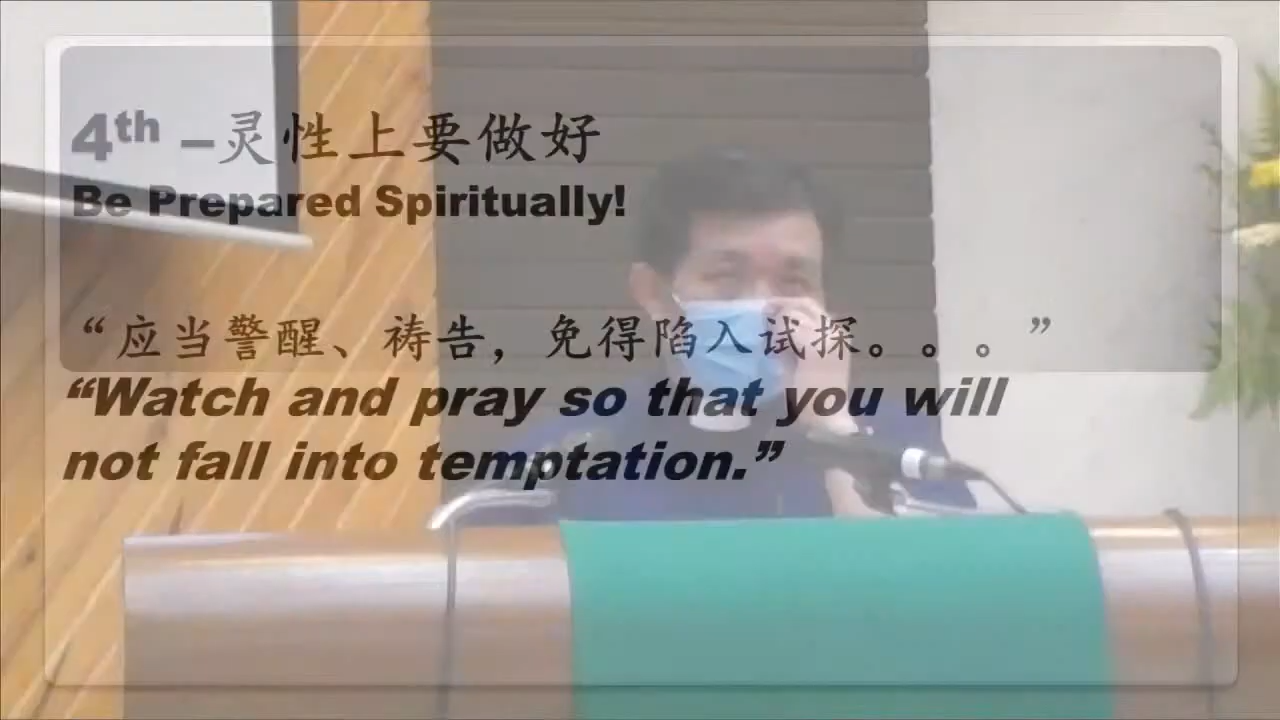 4th –灵性上要做好
Be Prepared Spiritually!
“应当警醒、祷告，免得陷入试探。。。”
“Watch and pray so that you will
not fall into temptation.”